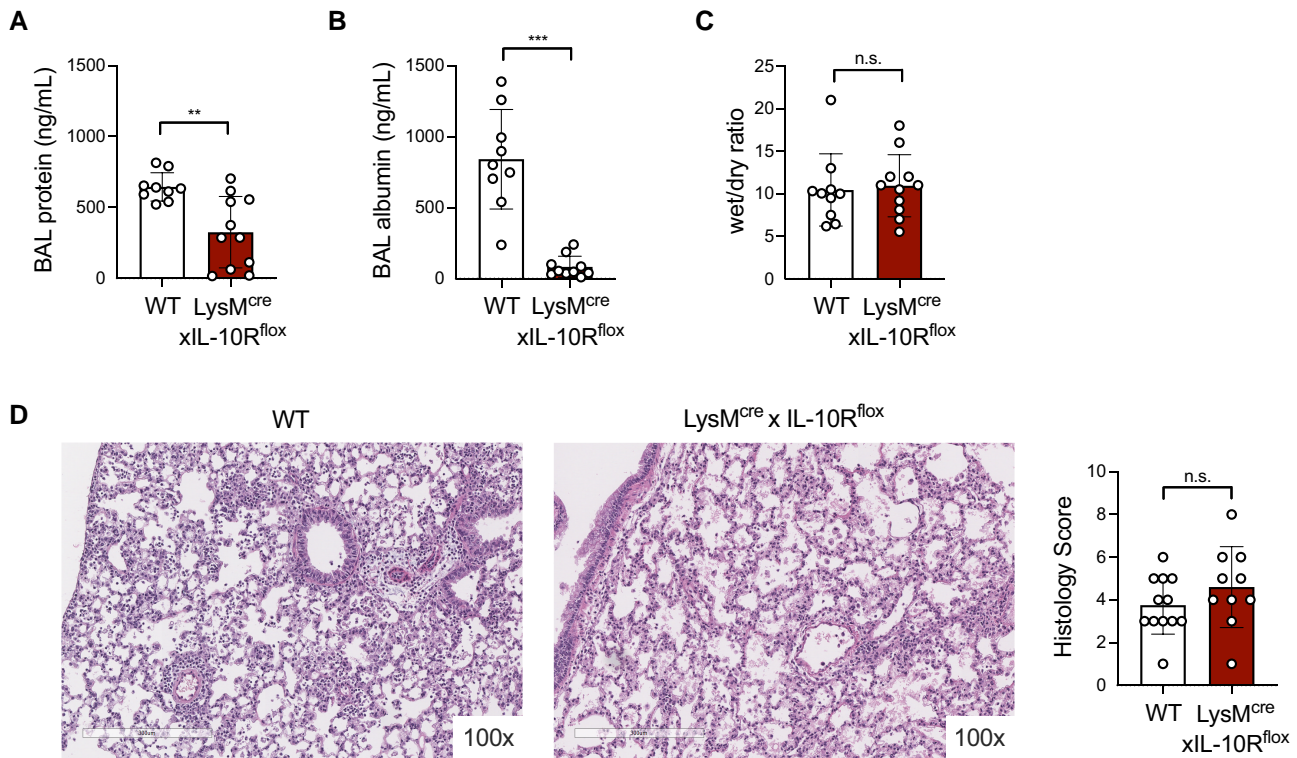 A
BAL protein (ng/mL)
1500
1000
500
0
**
WT
LysMcre
xIL-10Rflox
B
BAL albumin (ng/mL)
1500
1000
500
0
***
WT
LysMcre
xIL-10Rflox
C
wet/dry ratio
25
20
15
10
5
0
n.s.
WT
LysMcre
xIL-10Rflox
D
WT
300um
100x
LysMcre x IL-10Rflox
300um
100x
Histology Score
10
8
6
4
2
0
n.s.
WT
LysMcre
xIL-10Rflox